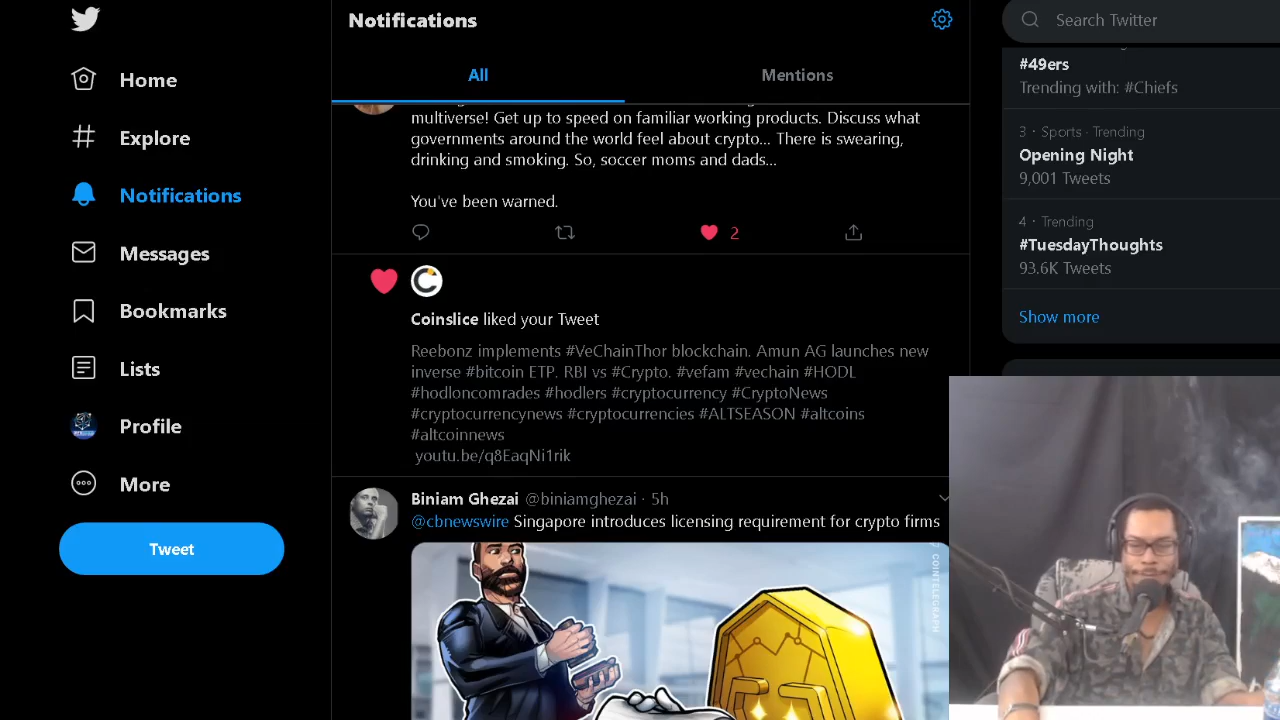 Home
Explore
Notifications
Messages
Bookmarks
Lists
Profile
More
Tweet
Notifications
All
Mentions
multiverse! Get up to speed on familiar working products. Discuss what
governments around the world feel about crypto... There is swearing,
drinking and smoking. So, soccer moms and dads...
You've been warned.
2
Coinslice liked your Tweet
Reebonz implements #VeChainThor blockchain. Amun AG launches new
inverse #bitcoin ETP. RBI vs #Crypto. #vefam #vechain #HODL
#hodloncomrades #hodlers #cryptocurrency #CryptoNews
#cryptocurrencynews #cryptocurrencies #ALTSEASON #altcoins
#altcoinnews
youtu.be/q8EaqNi1rik
Biniam Ghezai @biniamghezai · 5h
@cbnewswire Singapore introduces licensing requirement for crypto firms
COINTELEGRAPH
Search Twitter
#49ers
Trending with: #Chiefs
3 · Sports · Trending
Opening Night
9,001 Tweets
4 · Trending
#TuesdayThoughts
93.6K Tweets
Show more